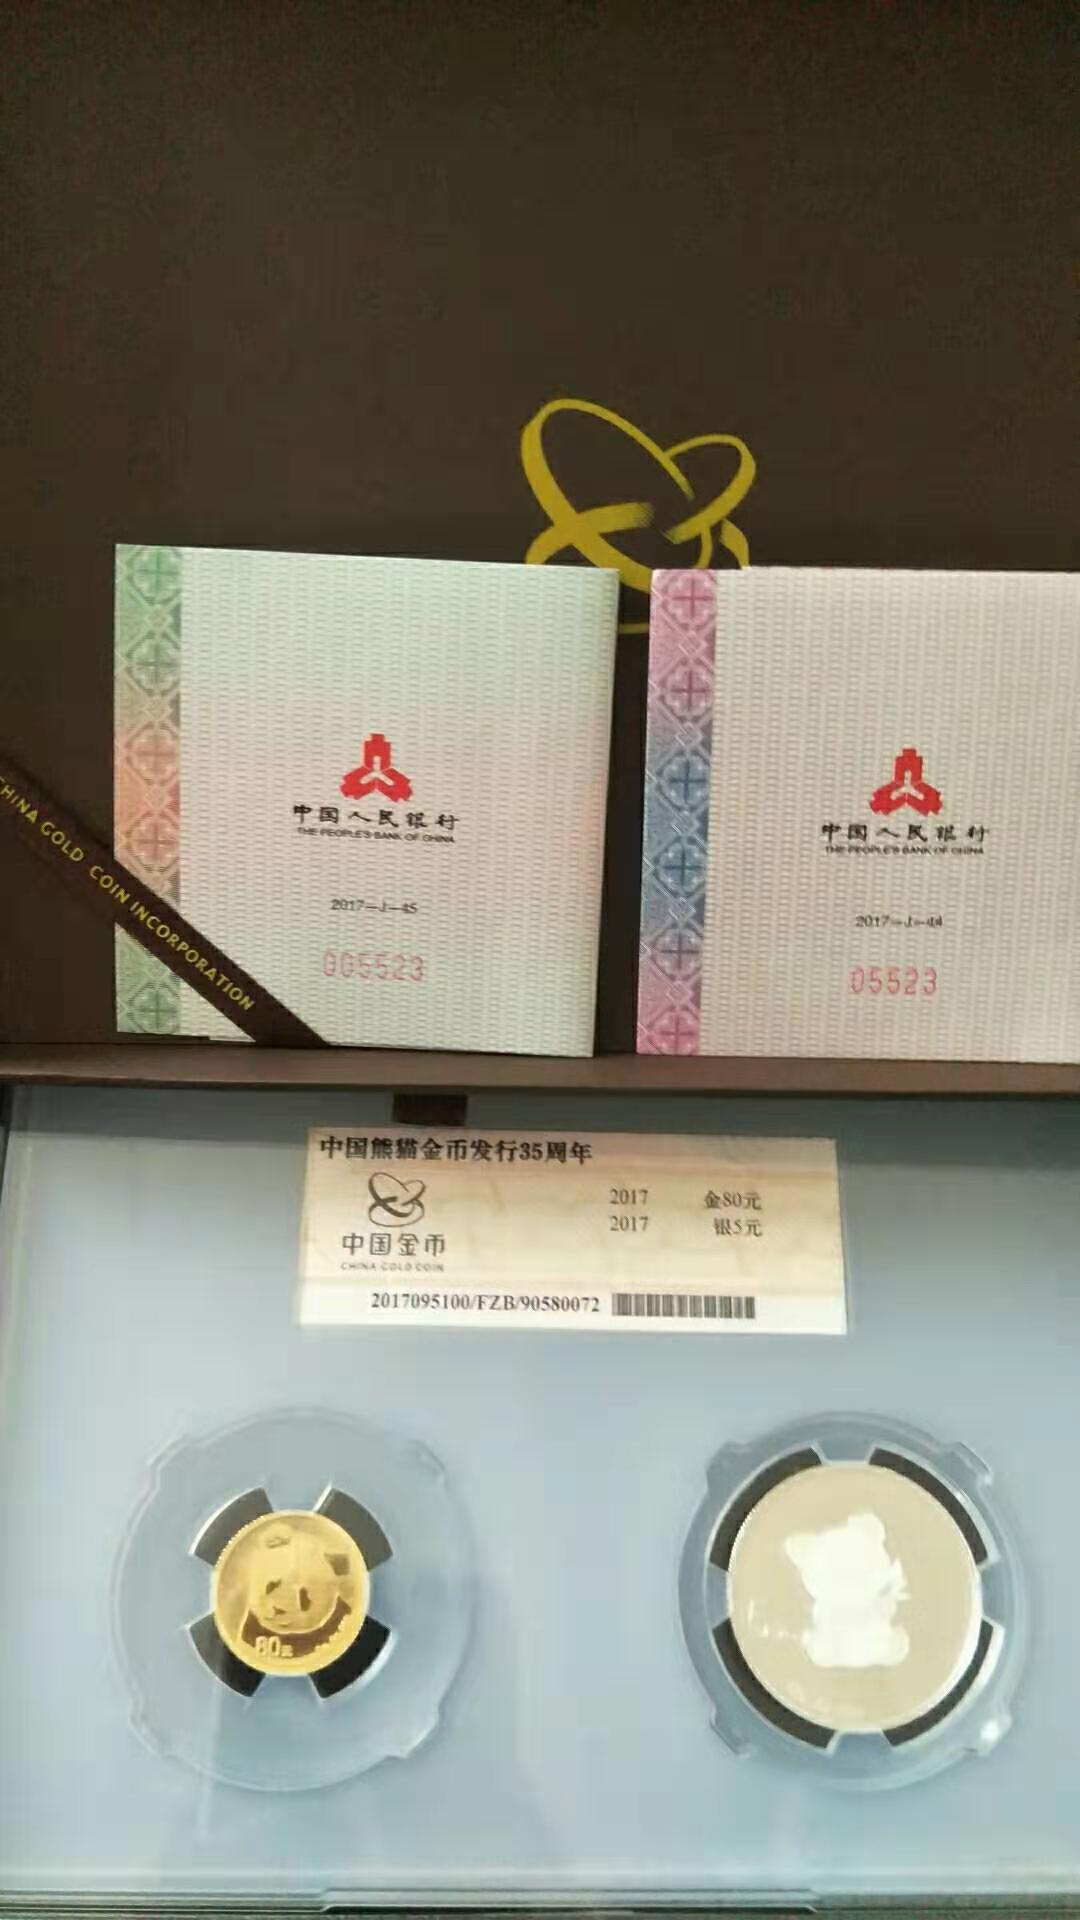 中国人民银行
THE PEOPLE'S BANK OF CHINA
2017-J-45
005523
中国人民银行
THE PEOPLE'S BANK OF CHINA
2017-J-44
05523
CHINA GOLD COIN INCORPORATION
中国熊猫金币发行35周年
2017 金80元
2017 银5元
中国金币
CHINA GOLD COIN
2017095100/FZB/90580072
80元